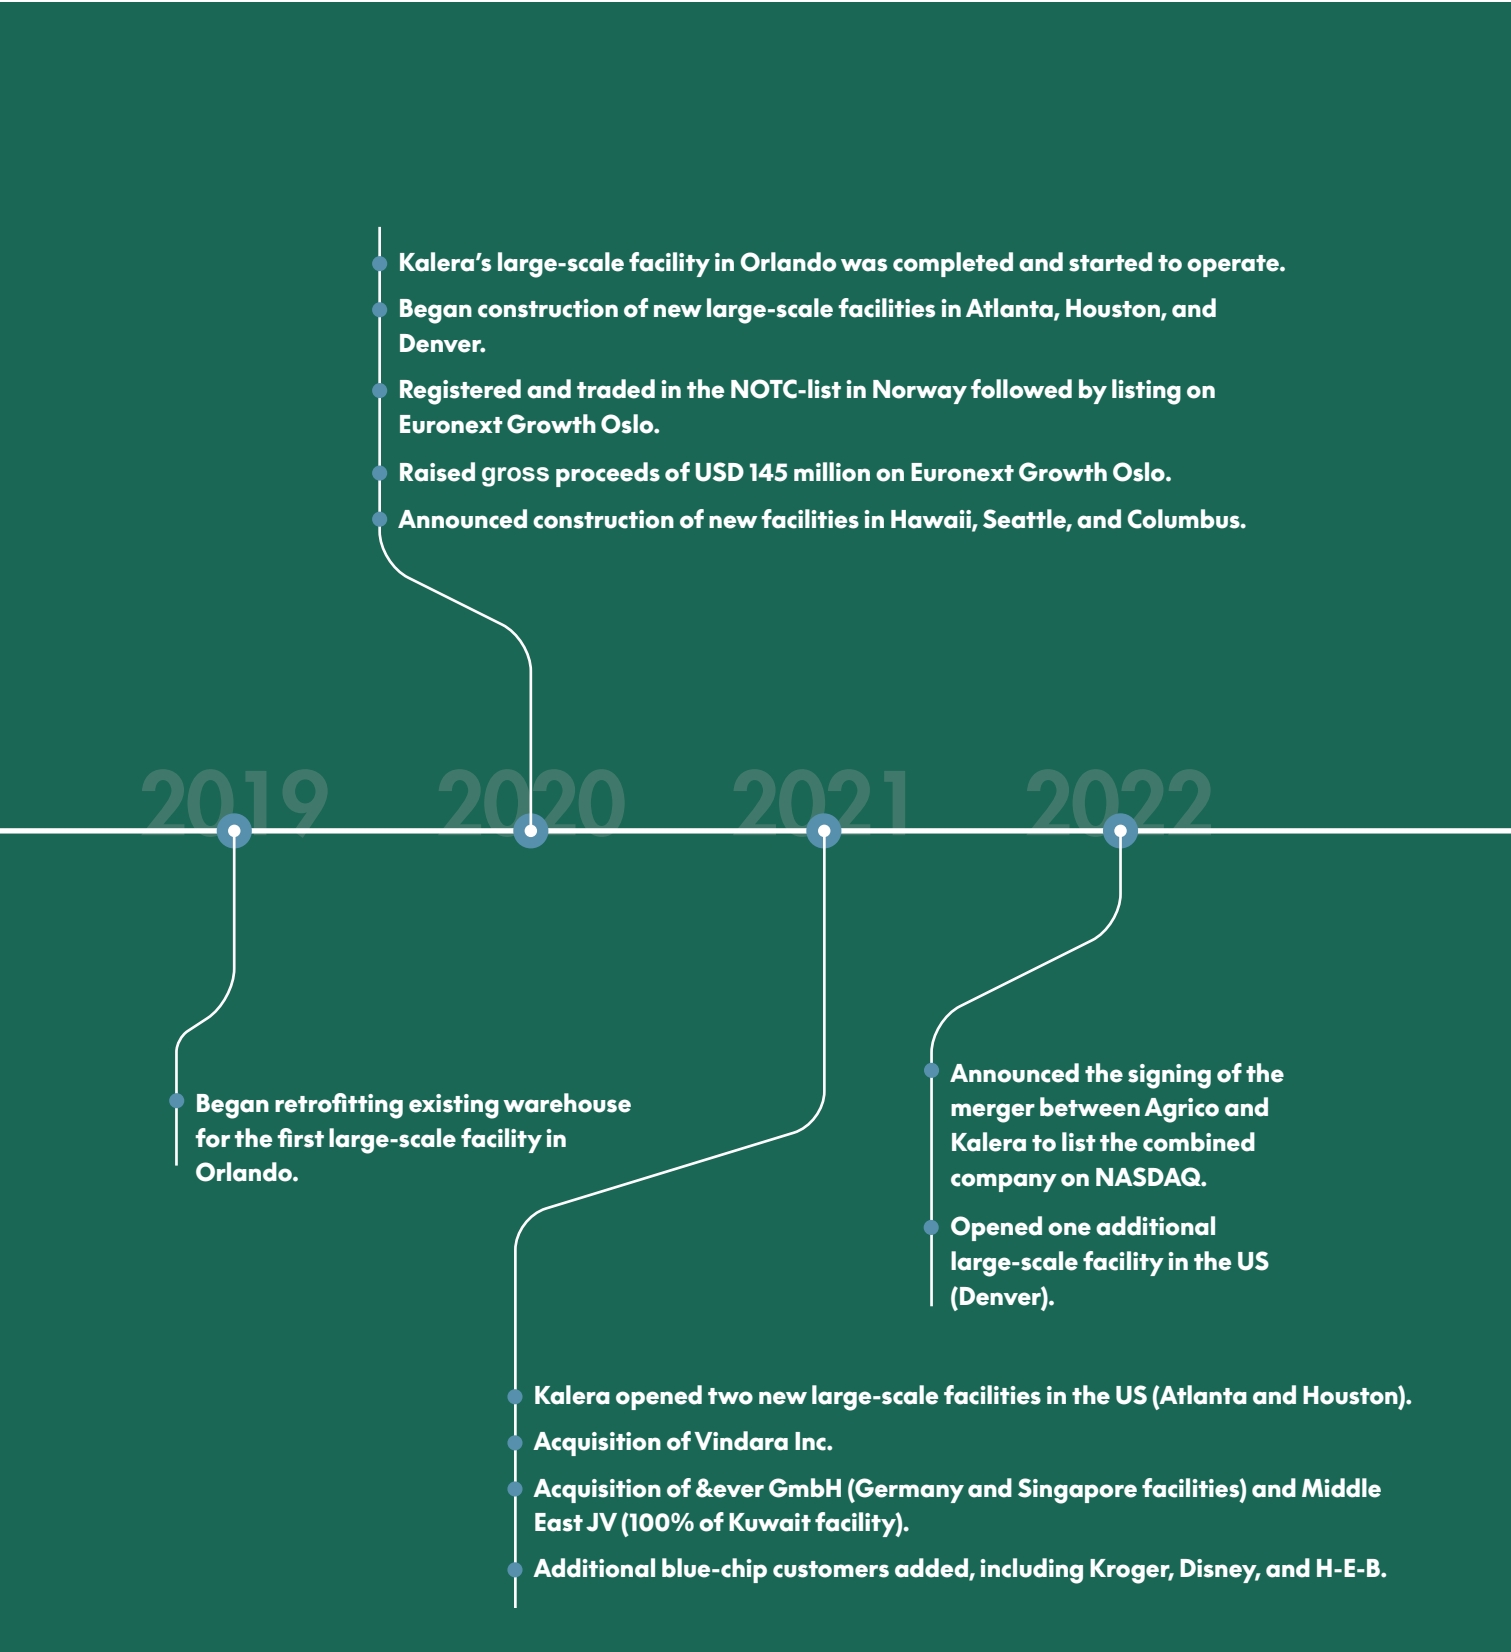 Kalera’s large-scale facility in Orlando was completed and started to operate.
Began construction of new large-scale facilities in Atlanta, Houston, and
Denver.
Registered and traded in the NOTC-list in Norway followed by listing on
Euronext Growth Oslo.
Raised gross proceeds of USD 145 million on Euronext Growth Oslo.
Announced construction of new facilities in Hawaii, Seattle, and Columbus.
2019 2020 2021 2022
Began retrofitting existing warehouse
for the first large-scale facility in
Orlando.
Announced the signing of the
merger between Agrico and
Kalera to list the combined
company on NASDAQ.
Opened one additional
large-scale facility in the US
(Denver).
Kalera opened two new large-scale facilities in the US (Atlanta and Houston).
Acquisition of Vindara Inc.
Acquisition of &ever GmbH (Germany and Singapore facilities) and Middle
East JV (100% of Kuwait facility).
Additional blue-chip customers added, including Kroger, Disney, and H-E-B.